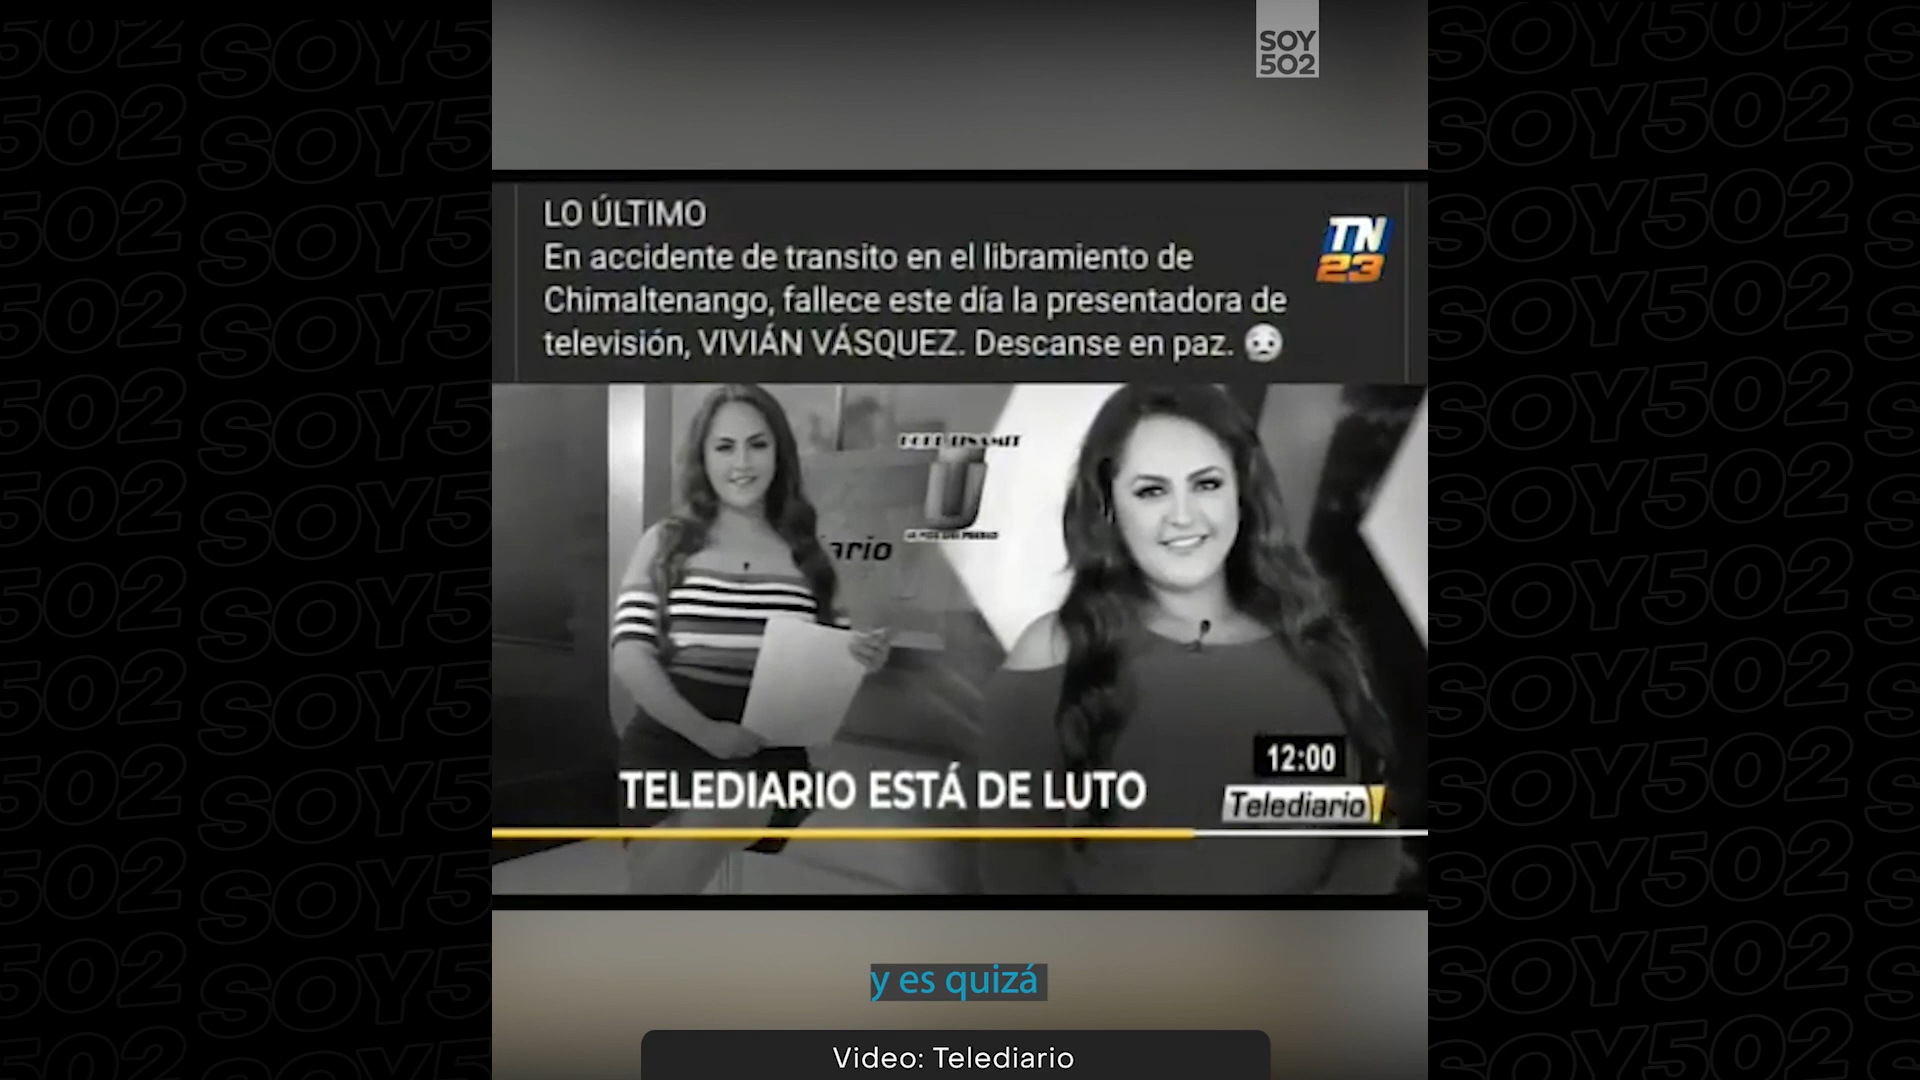 SOY
502
LO ÚLTIMO
En accidente de transito en el libramiento de
Chimaltenango, fallece este día la presentadora de
televisión, VIVIÁN VÁSQUEZ. Descanse en paz. 😟
TN
23
ario
TELEDIARIO ESTÁ DE LUTO
12:00
Telediario
y es quizá
Video: Telediario